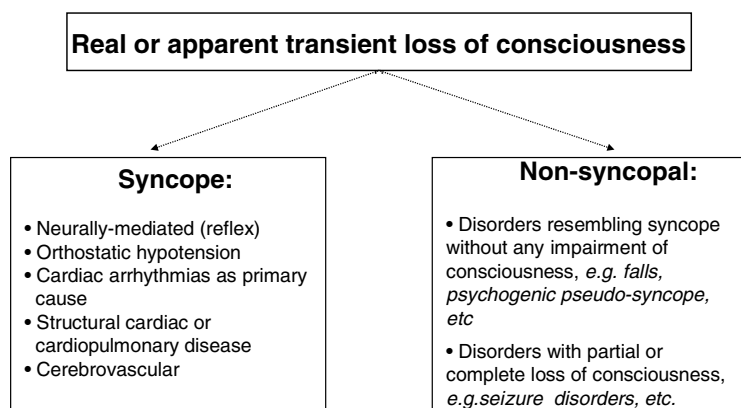 Real or apparent transient loss of consciousness
Syncope:
• Neurally-mediated (reflex)
• Orthostatic hypotension
• Cardiac arrhythmias as primary
cause
• Structural cardiac or
cardiopulmonary disease
• Cerebrovascular
Non-syncopal:
• Disorders resembling syncope
without any impairment of
consciousness, e.g. falls,
psychogenic pseudo-syncope,
etc
• Disorders with partial or
complete loss of consciousness,
e.g.seizure disorders, etc.